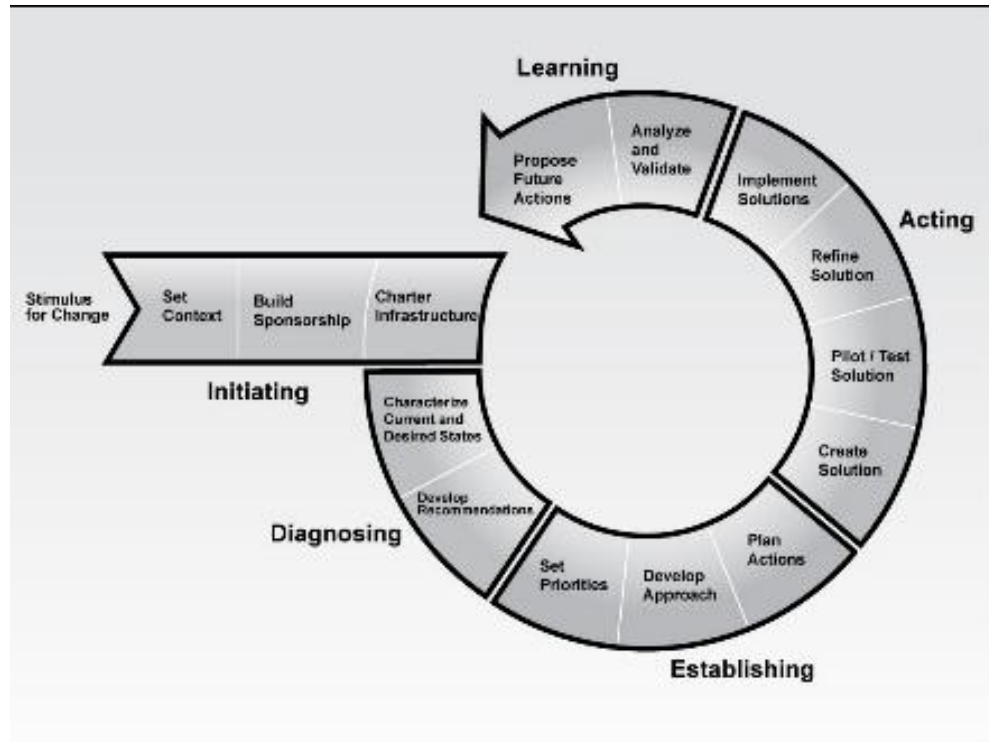 Learning
Analyze
and
Validate
Propose
Future
Actions
Implement
Solutions
Acting
Refine
Solution
Stimulus
for Change
Set
Context
Build
Sponsorship
Charter
Infrastructure
Pilot / Test
Solution
Initiating
Characterize
Current and
Desired States
Create
Solution
Develop
Recommendations
Diagnosing
Plan
Actions
Set
Priorities
Develop
Approach
Establishing